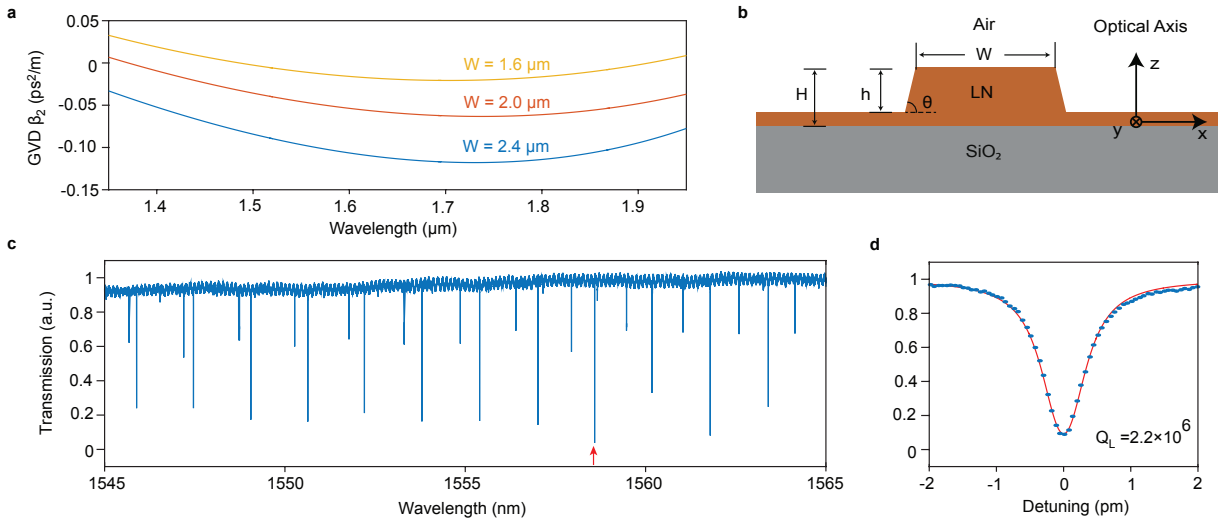 a
GVD β₂ (ps²/m)
0.05
0
-0.05
-0.10
-0.15
W = 1.6 µm
W = 2.0 µm
W = 2.4 µm
1.4
1.5
1.6
1.7
1.8
1.9
Wavelength (µm)
b
Air
Optical Axis
W
z
H
h
θ
LN
y
x
SiO₂
c
Transmission (a.u.)
1
0.8
0.6
0.4
0.2
0
1545
1550
1555
1560
1565
Wavelength (nm)
d
1
0.8
0.6
0.4
0.2
0
Q_L =2.2×10⁶
-2
-1
0
1
2
Detuning (pm)